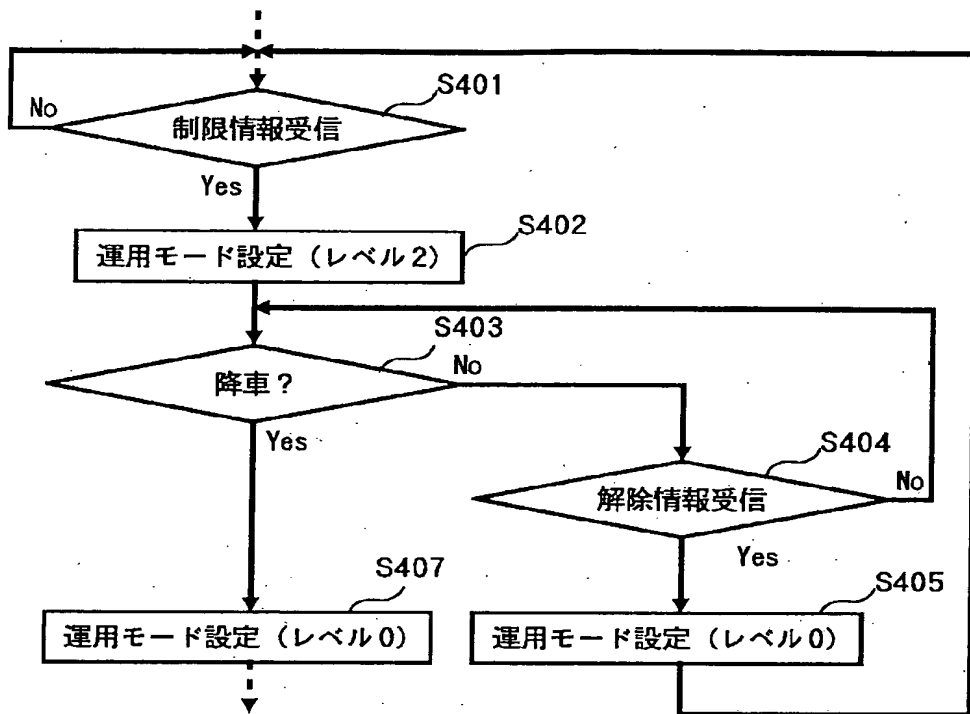 S401
No
制限情報受信
Yes
S402
運用モード設定（レベル2）
S403
No
降車？
Yes
S404
No
解除情報受信
Yes
S407
S405
運用モード設定（レベル0）
運用モード設定（レベル0）